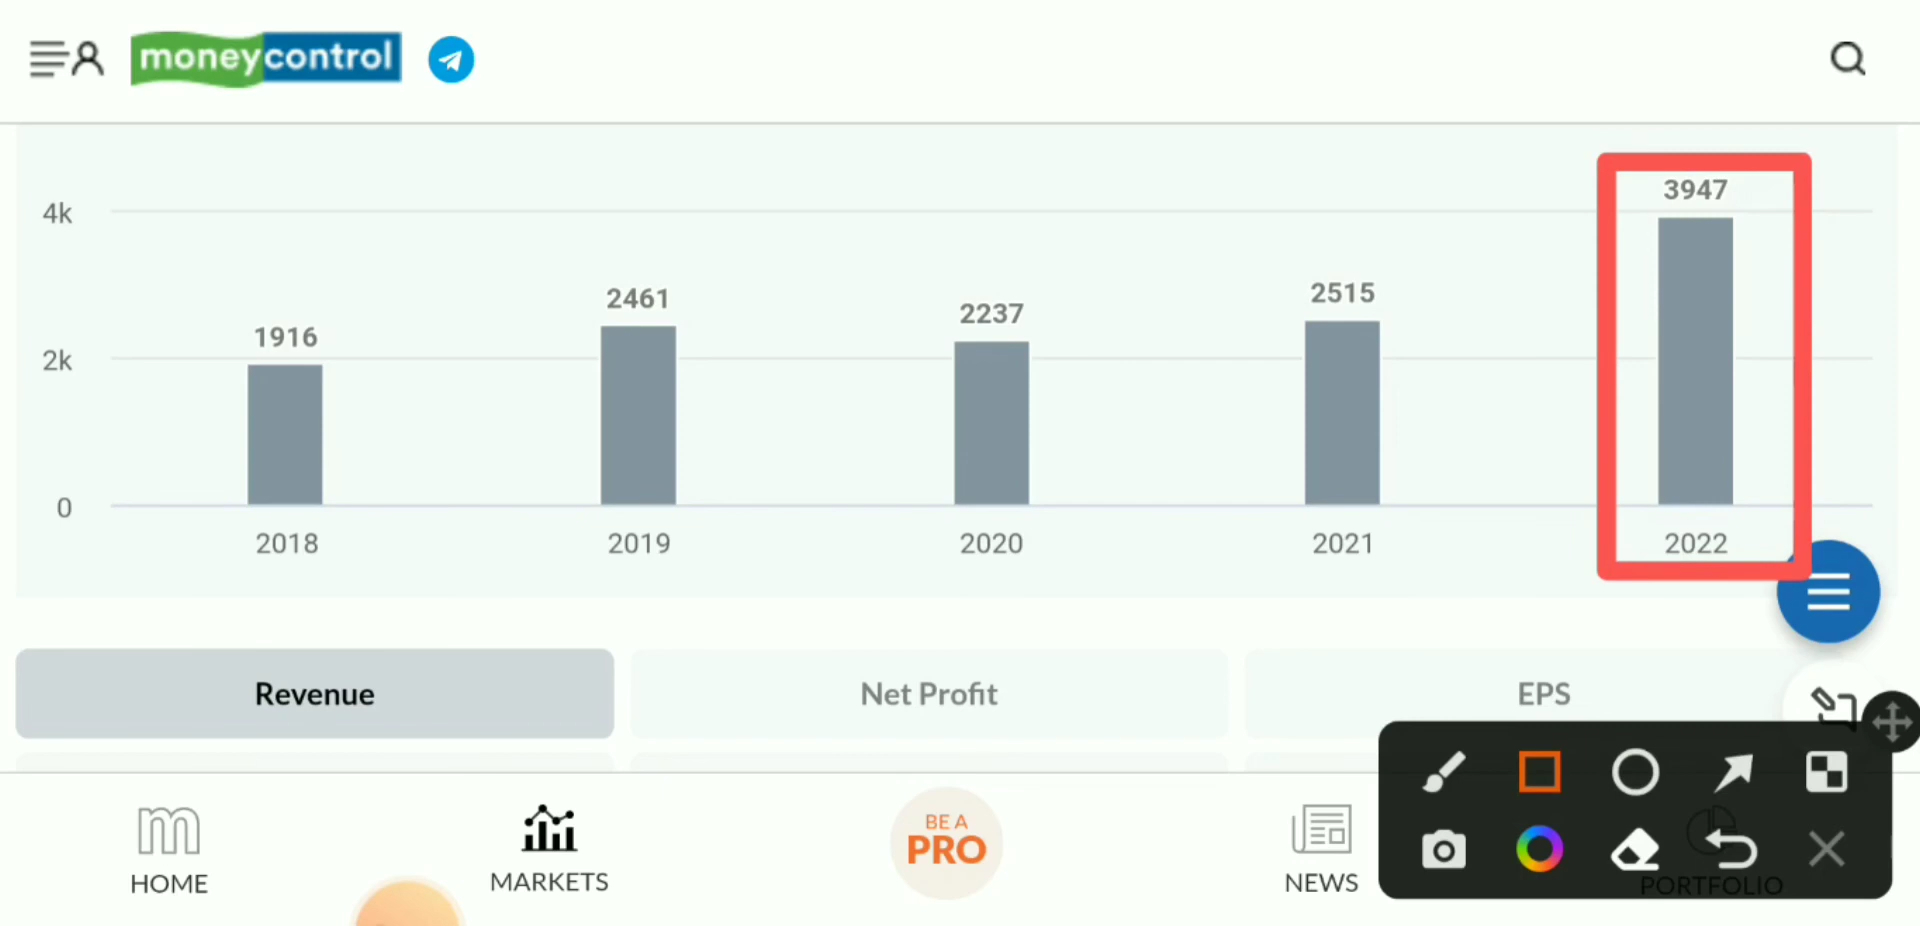 moneycontrol
4k
2k
0
1916
2461
2237
2515
3947
2018
2019
2020
2021
2022
Revenue
Net Profit
EPS
m
HOME
MARKETS
BE A
PRO
NEWS
PORTFOLIO